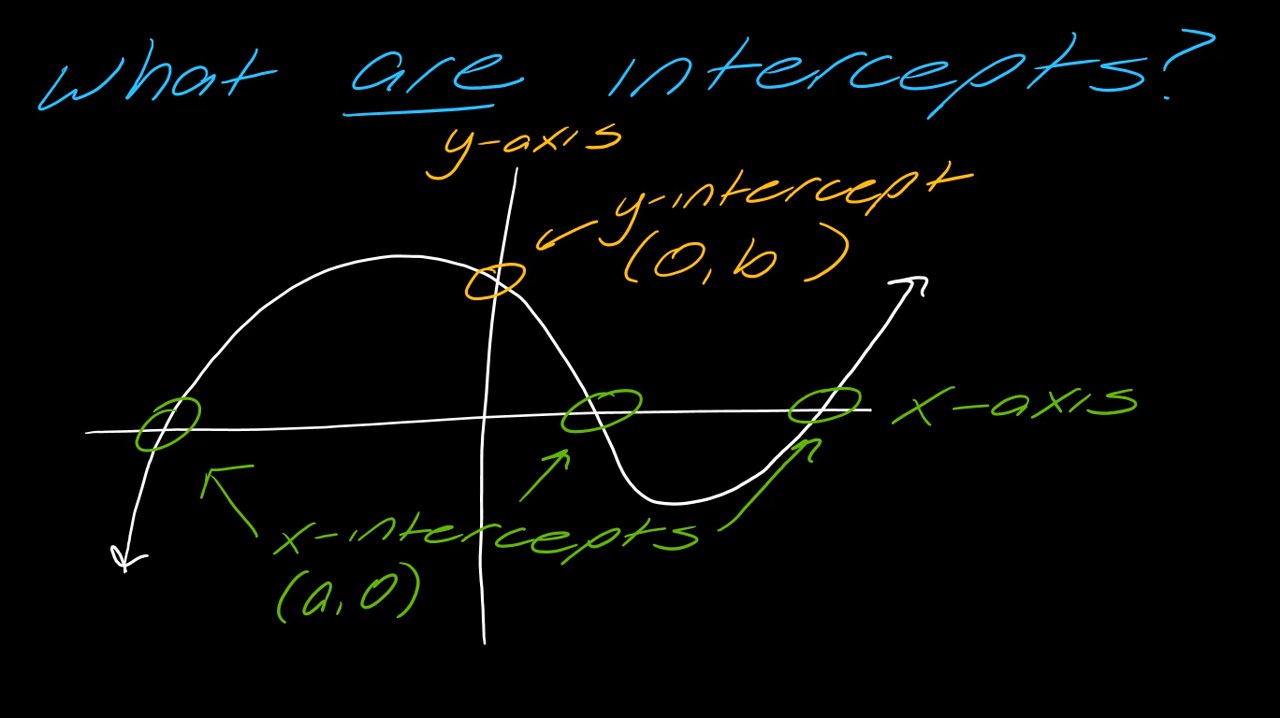 what are intercepts?
y-axis
y-intercept
(0, b)
x-axis
x-intercepts
(a, 0)